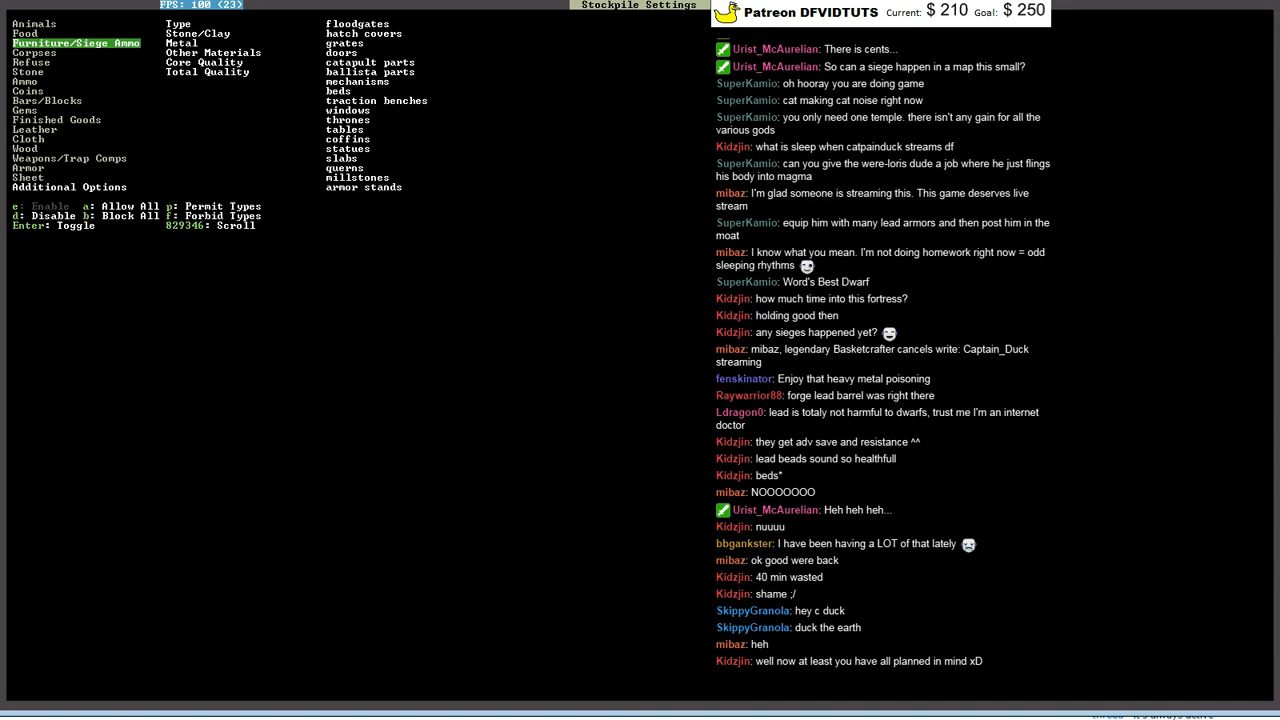 FPS: 100 (23)
Stockpile Settings
Patreon DFVIDTUTS Current: $ 210 Goal: $ 250
Animals
Food
Furniture/Siege Ammo
Corpses
Refuse
Stone
Ammo
Coins
Bars/Blocks
Gems
Finished Goods
Leather
Cloth
Wood
Weapons/Trap Comps
Armor
Sheet
Additional Options
Type
Stone/Clay
Metal
Other Materials
Core Quality
Total Quality
floodgates
hatch covers
grates
doors
catapult parts
ballista parts
mechanisms
beds
traction benches
windows
thrones
tables
coffins
statues
slabs
querns
millstones
armor stands
e: Enable a: Allow All p: Permit Types
d: Disable b: Block All f: Forbid Types
Enter: Toggle 829346: Scroll
Urist_McAurelian: There is cents...
Urist_McAurelian: So can a siege happen in a map this small?
SuperKamio: oh hooray you are doing game
SuperKamio: cat making cat noise right now
SuperKamio: you only need one temple. there isn't any gain for all the
various gods
Kidzjin: what is sleep when catpainduck streams df
SuperKamio: can you give the were-loris dude a job where he just flings
his body into magma
mibaz: I'm glad someone is streaming this. This game deserves live
stream
SuperKamio: equip him with many lead armors and then post him in the
moat
mibaz: I know what you mean. I'm not doing homework right now = odd
sleeping rhythms
SuperKamio: Word's Best Dwarf
Kidzjin: how much time into this fortress?
Kidzjin: holding good then
Kidzjin: any sieges happened yet?
mibaz: mibaz, legendary Basketcrafter cancels write: Captain_Duck
streaming
fenskinator: Enjoy that heavy metal poisoning
Raywarrior88: forge lead barrel was right there
Ldragon0: lead is totaly not harmful to dwarfs, trust me I'm an internet
doctor
Kidzjin: they get adv save and resistance ^^
Kidzjin: lead beads sound so healthfull
Kidzjin: beds*
mibaz: NOOOOOOO
Urist_McAurelian: Heh heh heh...
Kidzjin: nuuuu
bbgankster: I have been having a LOT of that lately
mibaz: ok good were back
Kidzjin: 40 min wasted
Kidzjin: shame ;/
SkippyGranola: hey c duck
SkippyGranola: duck the earth
mibaz: heh
Kidzjin: well now at least you have all planned in mind xD